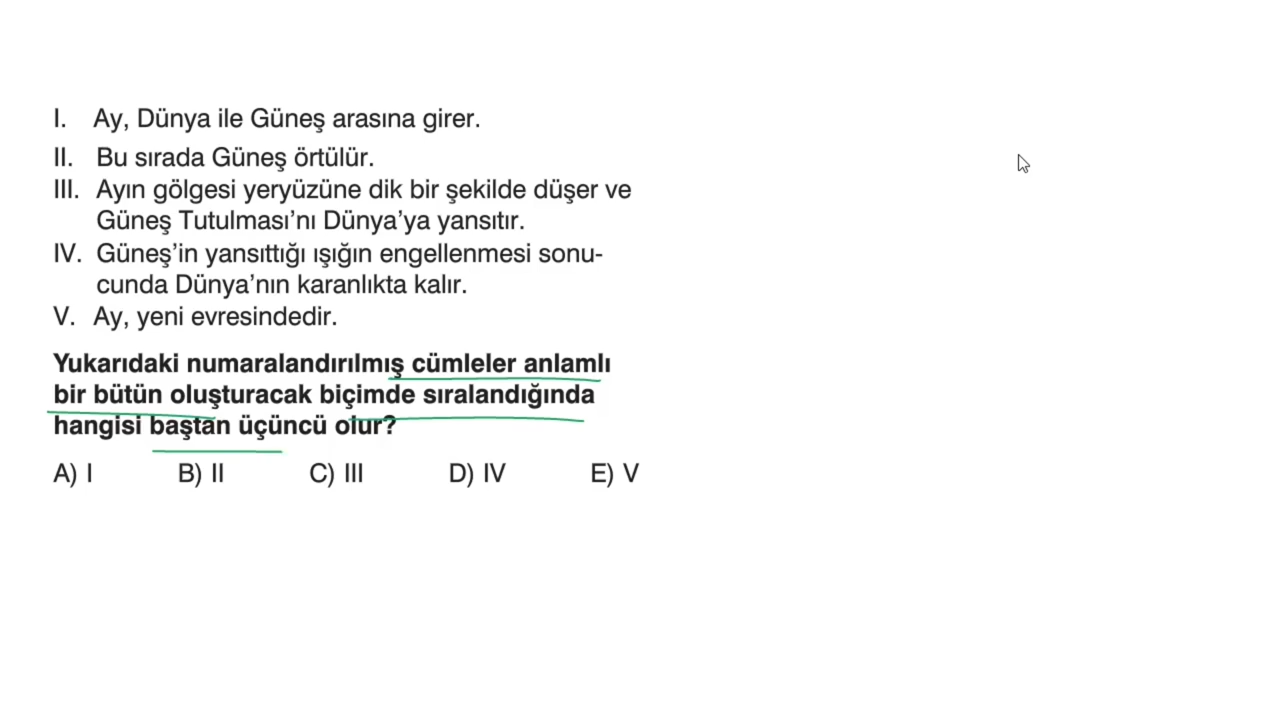 I. Ay, Dünya ile Güneş arasına girer.
II. Bu sırada Güneş örtülür.
III. Ayın gölgesi yeryüzüne dik bir şekilde düşer ve
Güneş Tutulması’nı Dünya’ya yansıtır.
IV. Güneş’in yansıttığı ışığın engellenmesi sonu-
cunda Dünya’nın karanlıkta kalır.
V. Ay, yeni evresindedir.
Yukarıdaki numaralandırılmış cümleler anlamlı
bir bütün oluşturacak biçimde sıralandığında
hangisi baştan üçüncü olur?
A) I B) II C) III D) IV E) V